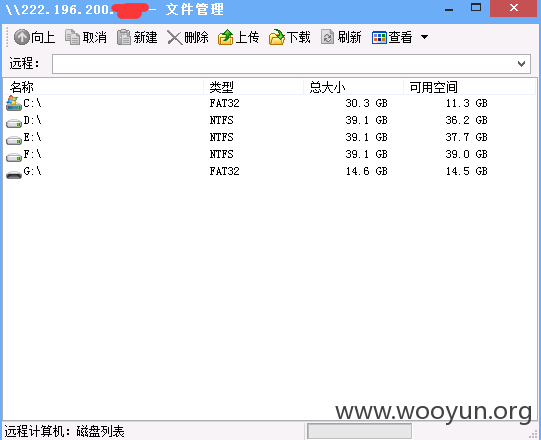 \\222.196.200. - 文件管理
向上 取消 新建 删除 上传 下载 刷新 查看
远程：
名称 类型 总大小 可用空间
C:\ FAT32 30.3 GB 11.3 GB
D:\ NTFS 39.1 GB 36.2 GB
E:\ NTFS 39.1 GB 37.7 GB
F:\ NTFS 39.1 GB 39.0 GB
G:\ FAT32 14.6 GB 14.5 GB
www.wooyun.org
远程计算机：磁盘列表